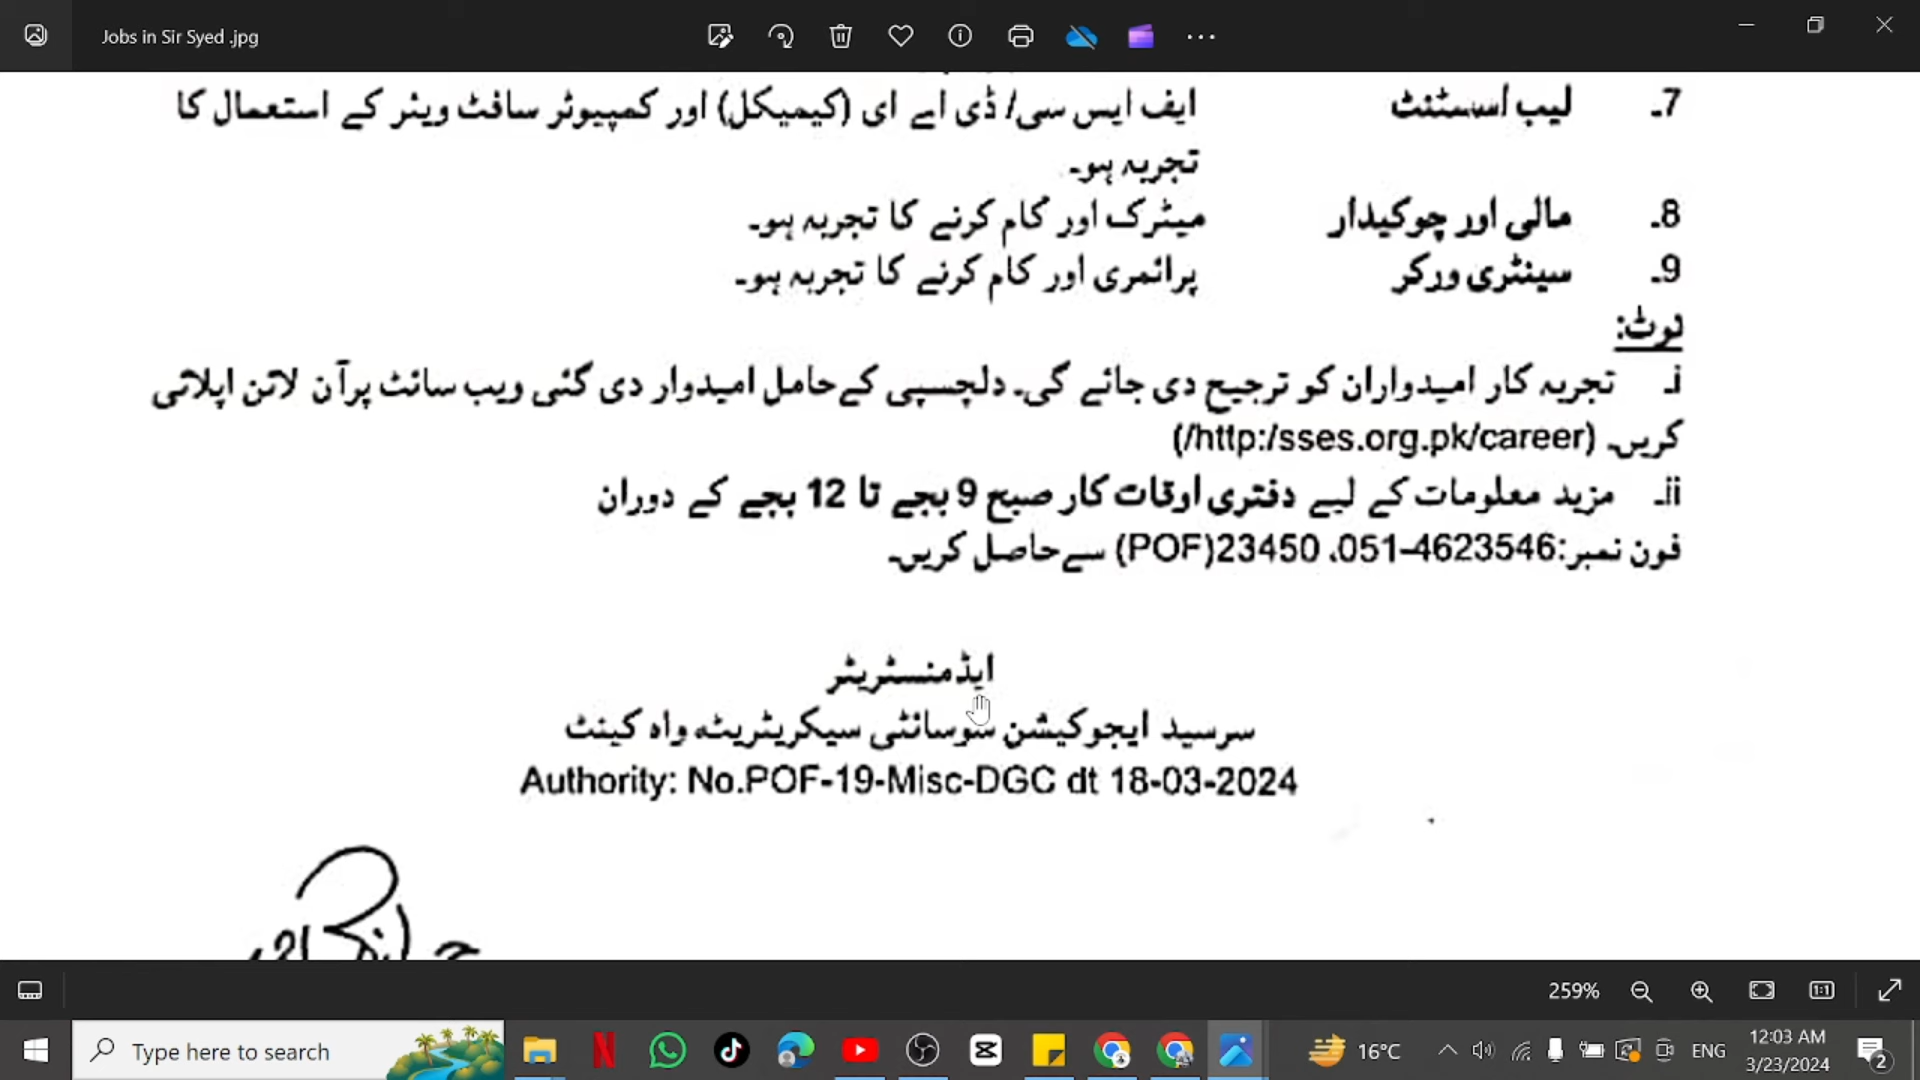 Jobs in Sir Syed .jpg
7۔ لیب اسسٹنٹ ایف ایس سی/ ڈی اے ای (کیمیکل) اور کمپیوٹر سافٹ ویئر کے استعمال کا
تجربہ ہو۔
8۔ مالی اور چوکیدار میٹرک اور کام کرنے کا تجربہ ہو۔
9۔ سینٹری ورکر پرائمری اور کام کرنے کا تجربہ ہو۔
نوٹ:
i۔ تجربہ کار امیدواران کو ترجیح دی جائے گی۔ دلچسپی کے حامل امیدوار دی گئی ویب سائٹ پر آن لائن اپلائی
کریں۔ (http:/sses.org.pk/career/)
ii۔ مزید معلومات کے لیے دفتری اوقات کار صبح 9 بجے تا 12 بجے کے دوران
فون نمبر:051-4623546، 23450(POF) سے حاصل کریں۔
ایڈمنسٹریٹر
سرسید ایجوکیشن سوسائٹی سیکریٹریٹ واہ کینٹ
Authority: No.POF-19-Misc-DGC dt 18-03-2024
259%
1:1
Type here to search
16°C
ENG
12:03 AM
3/23/2024
2